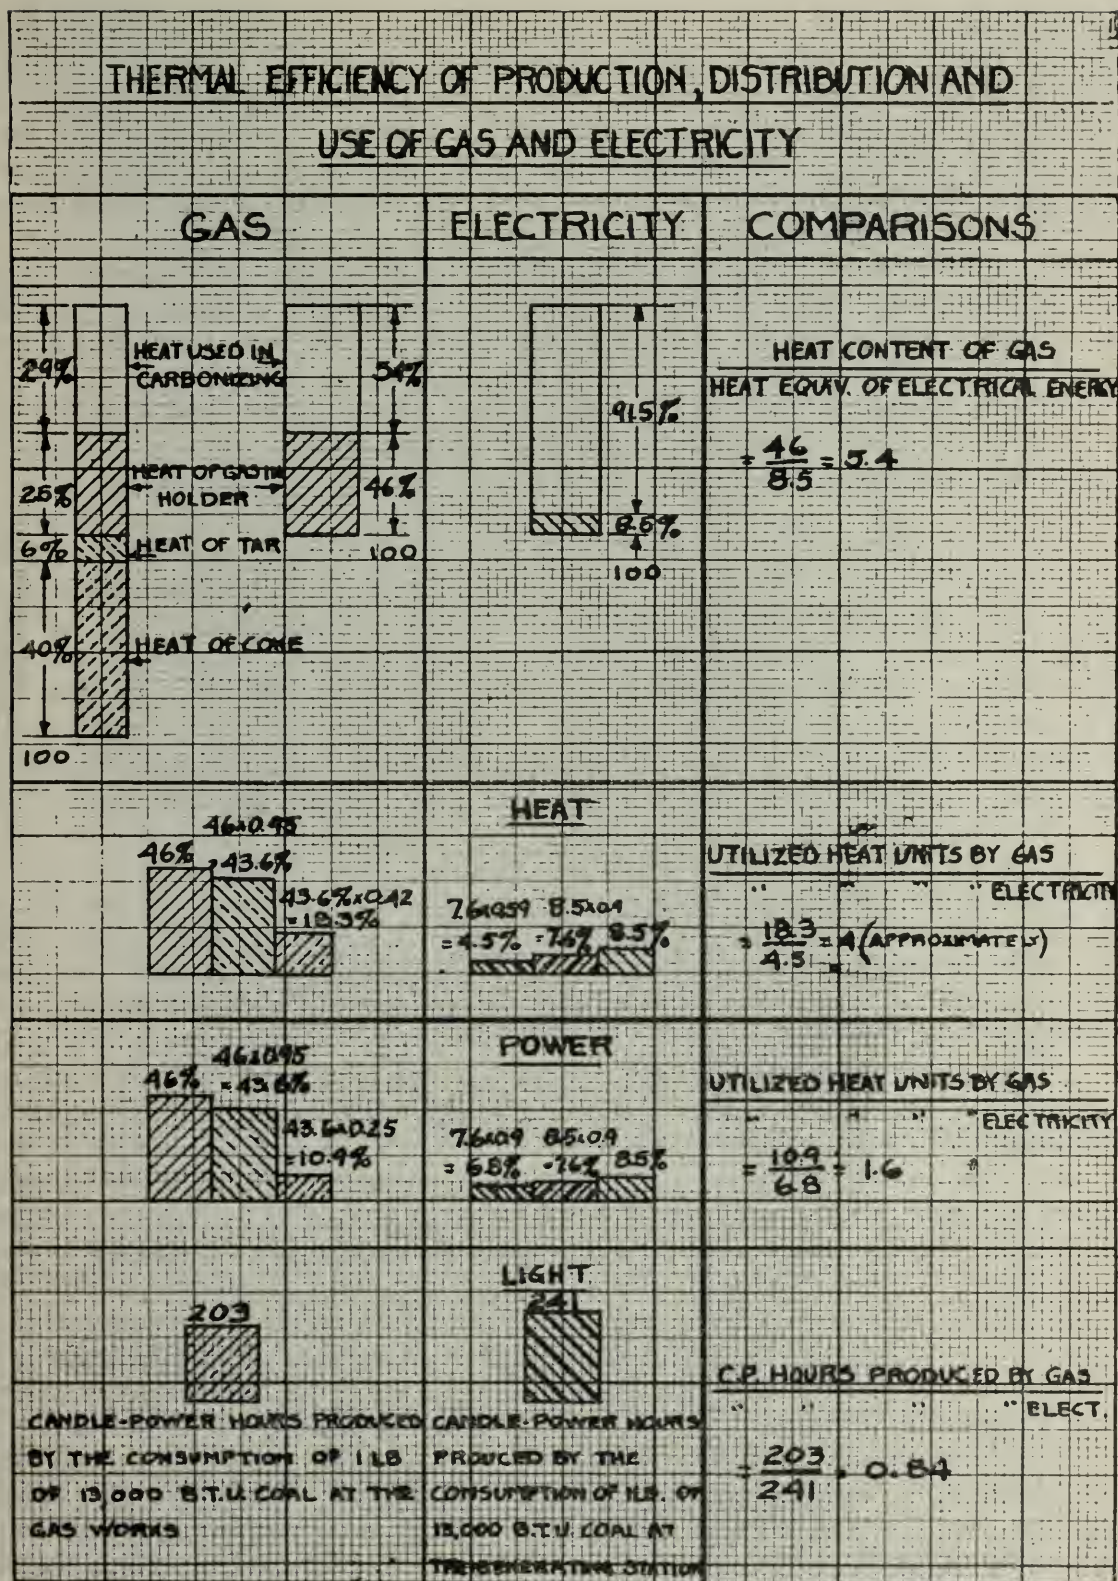 THERMAL EFFICIENCY OF PRODUCTION, DISTRIBUTION AND
USE OF GAS AND ELECTRICITY
GAS
ELECTRICITY
COMPARISONS
29%
HEAT USED IN
CARBONIZING
54%
25%
HEAT OF GAS IN
HOLDER
46%
6%
HEAT OF TAR
100
40%
HEAT OF COKE
100
91.5%
8.5%
100
HEAT CONTENT OF GAS
HEAT EQUIV. OF ELECTRICAL ENERGY
= 46 = 5.4
8.5
HEAT
46%
46x0.95
43.6%
43.6%x0.42
=18.3%
7.6x0.59 8.5x0.9
=4.5% =7.6% 8.5%
UTILIZED HEAT UNITS BY GAS
" " " " ELECTRICITY
= 18.3 = 4 (APPROXIMATELY)
4.5
POWER
46%
46x0.95
=43.6%
43.6x0.25
=10.9%
7.6x0.9 8.5x0.9
=6.8% =7.6% 8.5%
UTILIZED HEAT UNITS BY GAS
" " " " ELECTRICITY
= 10.9 = 1.6
6.8
LIGHT
203
241
CANDLE-POWER HOURS PRODUCED
BY THE CONSUMPTION OF 1 LB
OF 13,000 B.T.U. COAL AT THE
GAS WORKS
CANDLE-POWER HOURS
PRODUCED BY THE
CONSUMPTION OF 1LB. OF
13,000 B.T.U. COAL AT
THE GENERATING STATION
C.P. HOURS PRODUCED BY GAS
" " " " ELECT.
= 203 = 0.84
241